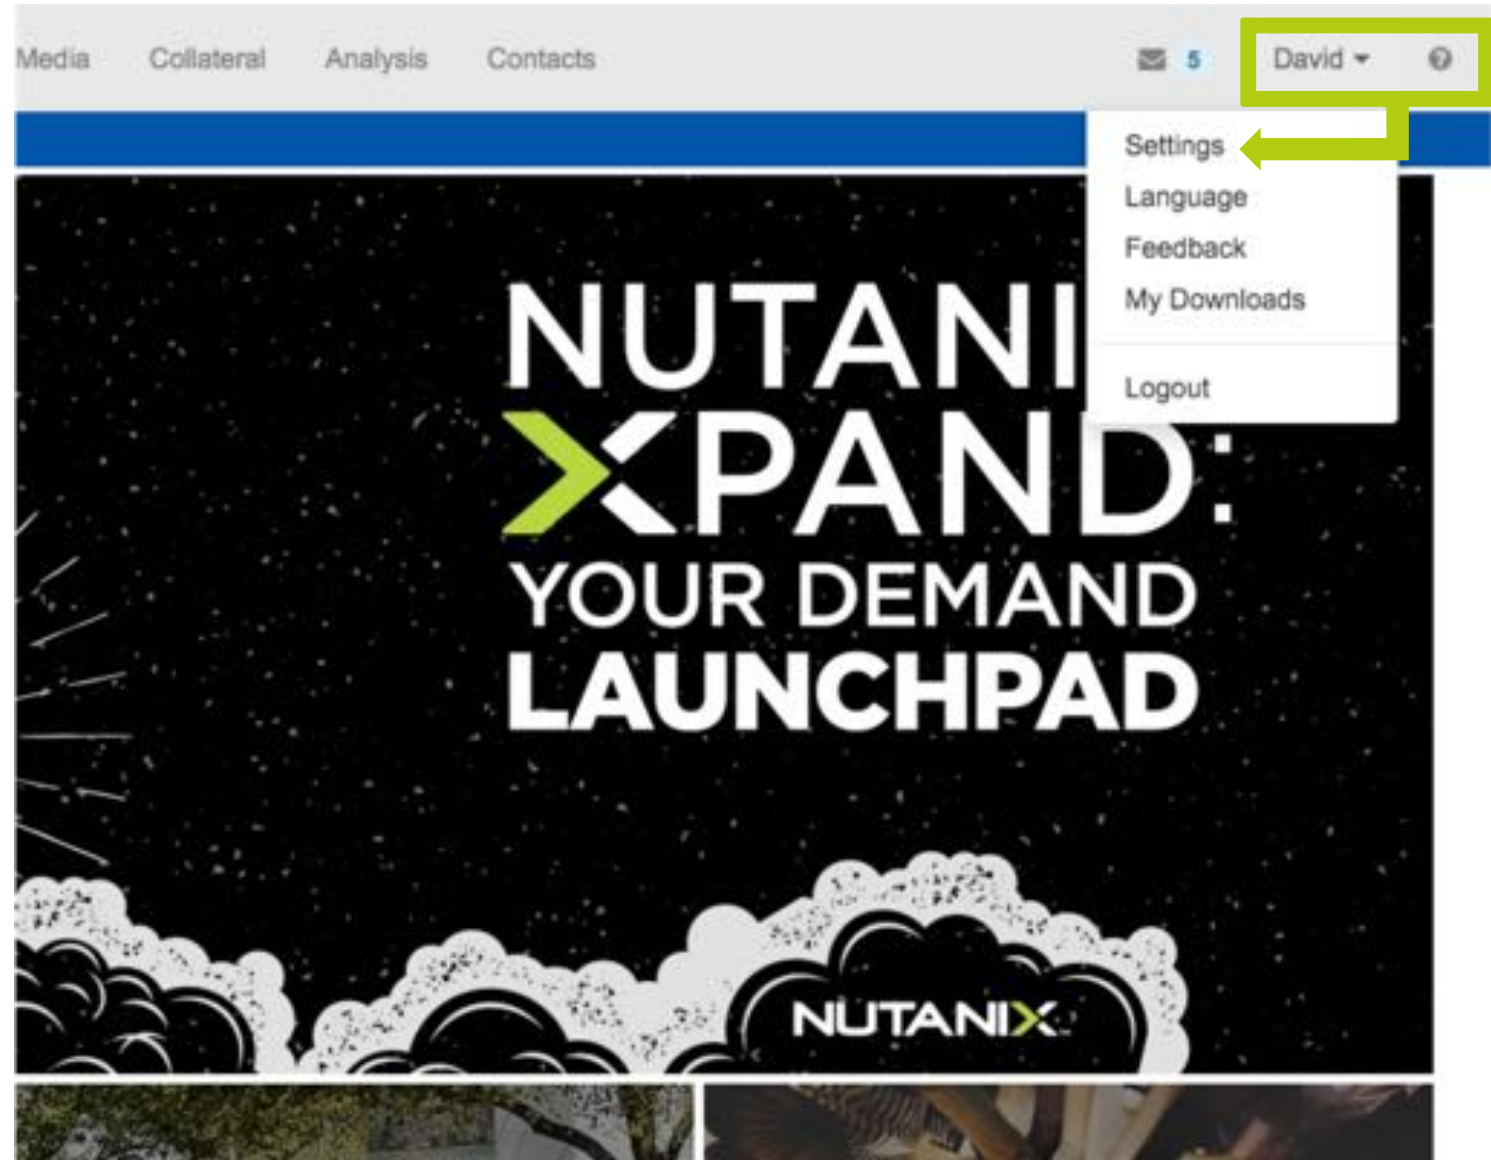 Media Collateral Analysis Contacts 5 David
Settings
Language
Feedback
My Downloads
Logout
NUTANI
XPAND:
YOUR DEMAND
LAUNCHPAD
NUTANIX